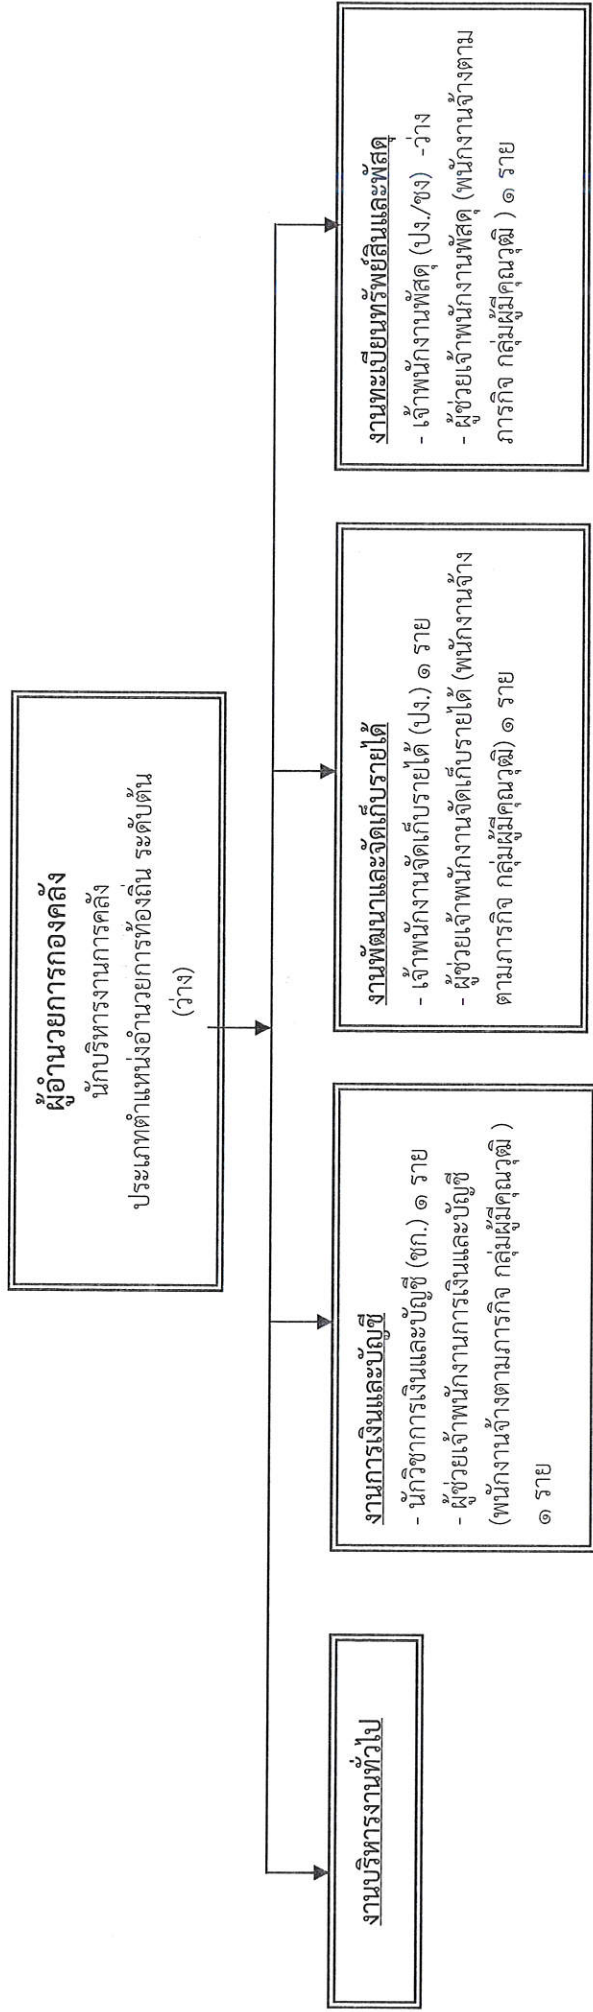 ผู้อำนวยการกองคลัง
นักบริหารงานการคลัง
ประเภทตำแหน่งอำนวยการท้องถิ่น ระดับต้น
(ว่าง)
งานบริหารงานทั่วไป
งานการเงินและบัญชี
- นักวิชาการเงินและบัญชี (ชก.) ๑ ราย
- ผู้ช่วยเจ้าพนักงานการเงินและบัญชี
(พนักงานจ้างตามภารกิจ กลุ่มผู้มีคุณวุฒิ )
๑ ราย
งานพัฒนาและจัดเก็บรายได้
- เจ้าพนักงานจัดเก็บรายได้ (ปง.) ๑ ราย
- ผู้ช่วยเจ้าพนักงานจัดเก็บรายได้ (พนักงานจ้าง
ตามภารกิจ กลุ่มผู้มีคุณวุฒิ) ๑ ราย
งานทะเบียนทรัพย์สินและพัสดุ
- เจ้าพนักงานพัสดุ (ปง./ชง) -ว่าง
- ผู้ช่วยเจ้าพนักงานพัสดุ (พนักงานจ้างตาม
ภารกิจ กลุ่มผู้มีคุณวุฒิ ) ๑ ราย